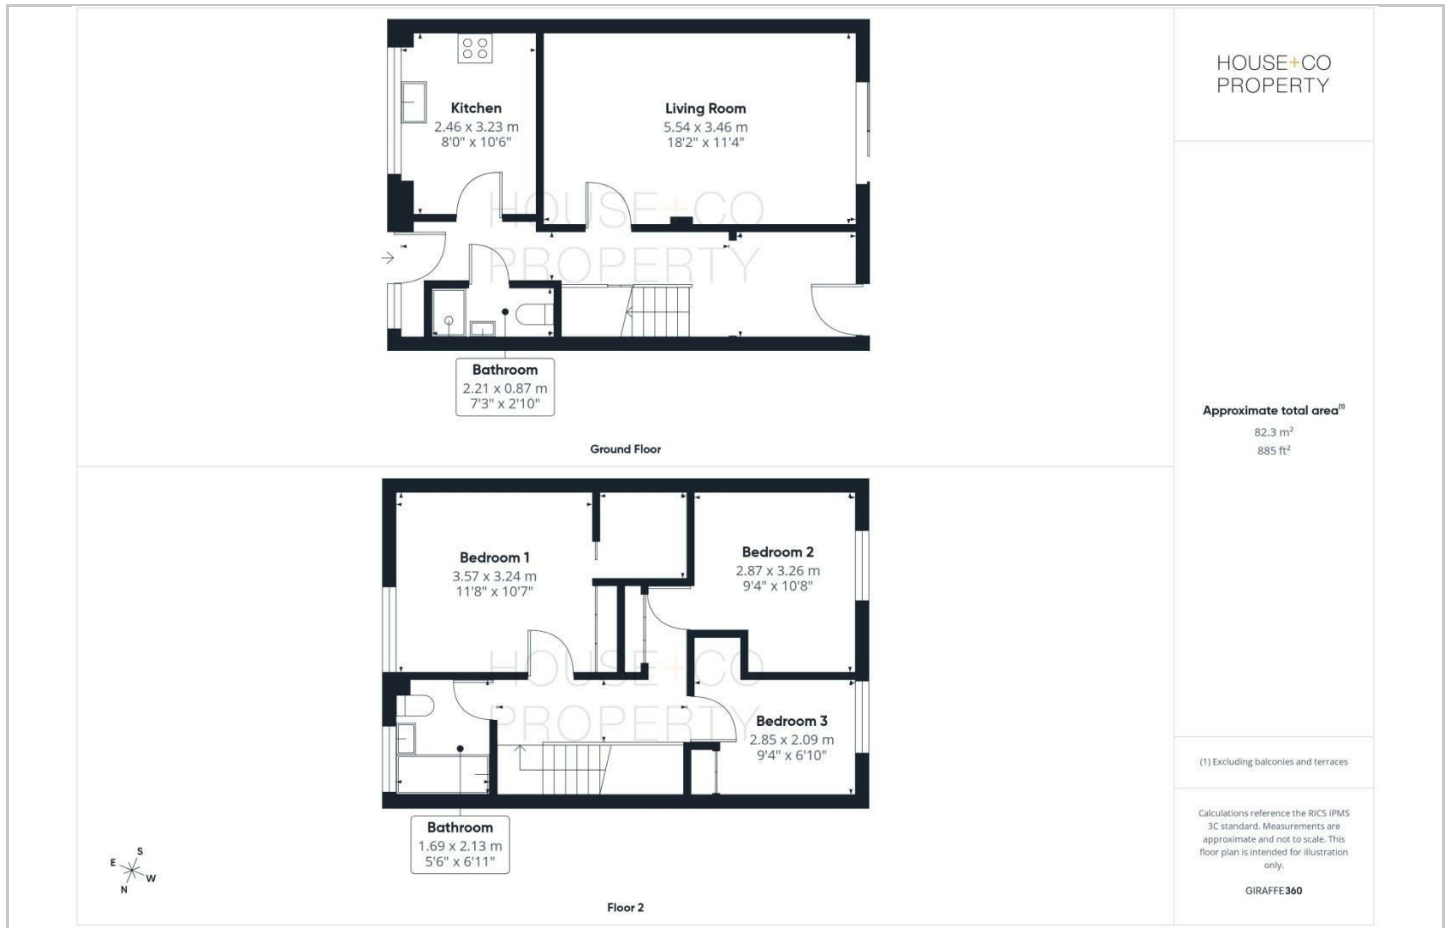 Kitchen
2.46 x 3.23 m
8'0" x 10'6"
Living Room
5.54 x 3.46 m
18'2" x 11'4"
HOUSE+CO
PROPERTY
Bathroom
2.21 x 0.87 m
7'3" x 2'10"
Ground Floor
Bedroom 1
3.57 x 3.24 m
11'8" x 10'7"
Bedroom 2
2.87 x 3.26 m
9'4" x 10'8"
HOUSE+CO
PROPERTY
Bedroom 3
2.85 x 2.09 m
9'4" x 6'10"
Bathroom
1.69 x 2.13 m
5'6" x 6'11"
S
E
W
N
Floor 2
HOUSE+CO
PROPERTY
Approximate total area(1)
82.3 m²
885 ft²
(1) Excluding balconies and terraces
Calculations reference the RICS IPMS
3C standard. Measurements are
approximate and not to scale. This
floor plan is intended for illustration
only.
GIRAFFE360